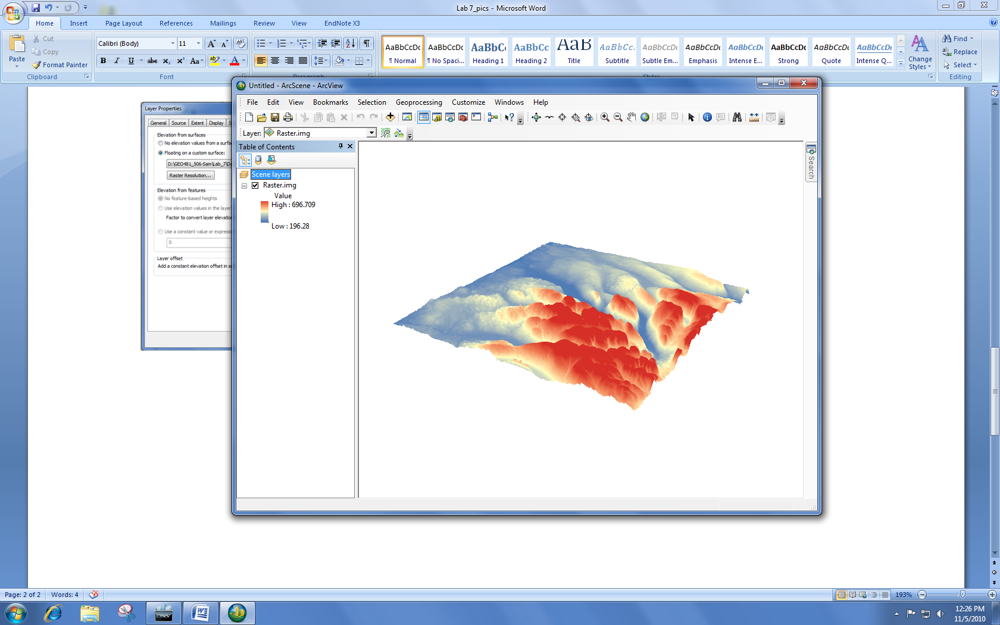 Lab 7_pics - Microsoft Word
Home Insert Page Layout References Mailings Review View EndNote X3
Paste
Cut
Copy
Format Painter
Clipboard
Calibri (Body) 11
Font
Paragraph
AaBbCcDc AaBbCcDc AaBbC AaBbCc AaB AaBbCc. AaBbCcDc AaBbCcDc AaBbCcDc AaBbCcDc AaBbCcDc AaBbCcDc
¶ Normal ¶ No Spaci... Heading 1 Heading 2 Title Subtitle Subtle Em... Emphasis Intense E... Strong Quote Intense Q...
Styles
Change Styles
Find
Replace
Select
Editing
Layer Properties
General Source Extent Display S
Elevation from surfaces
No elevation values from a surfa
Floating on a custom surface:
D:\GEO481_506-Sam\Lab_7\Da
Raster Resolution...
Elevation from features
No feature-based heights
Use elevation values in the layer'
Factor to convert layer elevatio
Use a constant value or express
0
Layer offset
Add a constant elevation offset in s
Untitled - ArcScene - ArcView
File Edit View Bookmarks Selection Geoprocessing Customize Windows Help
Layer: Raster.img
Table of Contents
Scene layers
Raster.img
Value
High : 696.709
Low : 196.28
Search
Page: 2 of 2 Words: 4
193%
12:26 PM
11/5/2010